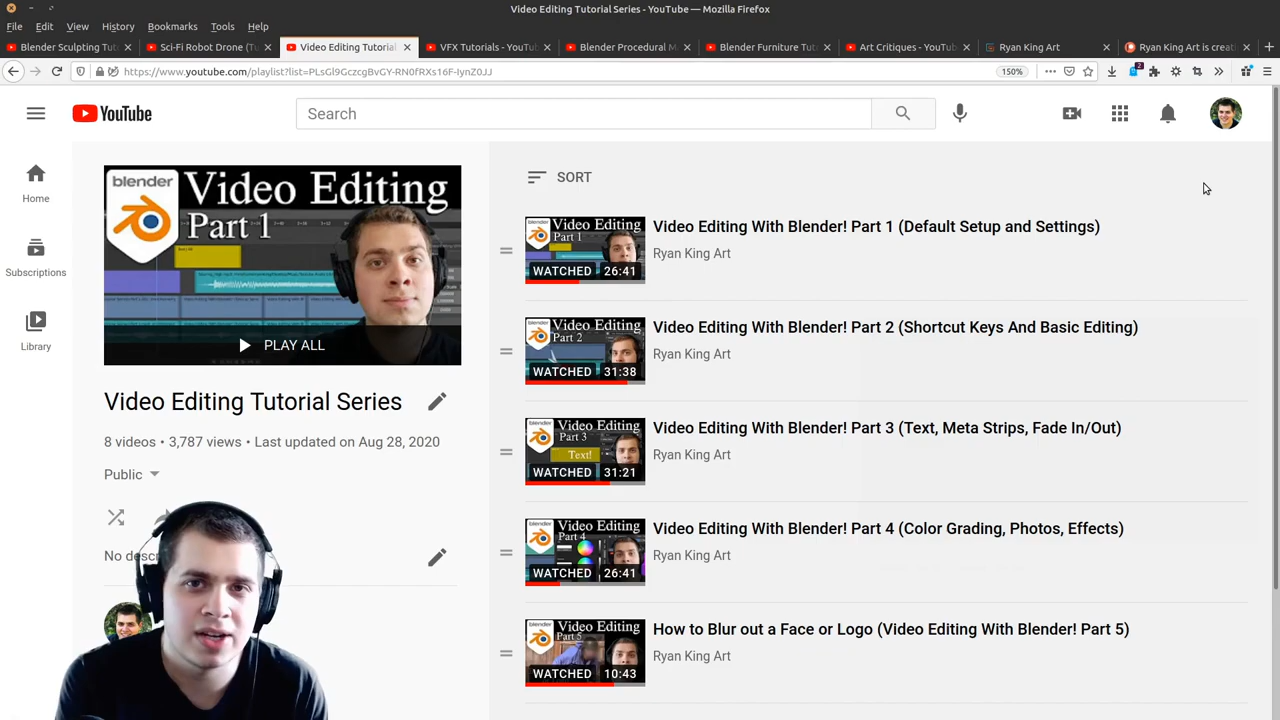 Video Editing Tutorial Series - YouTube — Mozilla Firefox
File Edit View History Bookmarks Tools Help
Blender Sculpting Tut
Sci-Fi Robot Drone (Tu
Video Editing Tutorial
VFX Tutorials - YouTu
Blender Procedural M
Blender Furniture Tut
Art Critiques - YouTub
Ryan King Art
Ryan King Art is creat
https://www.youtube.com/playlist?list=PLsGl9GczcgBvGY-RN0fRXs16F-IynZ0JJ
150%
2
YouTube
Search
Home
Subscriptions
Library
blender
Video Editing
Part 1
PLAY ALL
Video Editing Tutorial Series
8 videos • 3,787 views • Last updated on Aug 28, 2020
Public
No desc
SORT
Video Editing
Part 1
WATCHED 26:41
Video Editing With Blender! Part 1 (Default Setup and Settings)
Ryan King Art
Video Editing
Part 2
WATCHED 31:38
Video Editing With Blender! Part 2 (Shortcut Keys And Basic Editing)
Ryan King Art
Video Editing
Part 3
Text!
WATCHED 31:21
Video Editing With Blender! Part 3 (Text, Meta Strips, Fade In/Out)
Ryan King Art
Video Editing
Part 4
WATCHED 26:41
Video Editing With Blender! Part 4 (Color Grading, Photos, Effects)
Ryan King Art
Video Editing
Part 5
WATCHED 10:43
How to Blur out a Face or Logo (Video Editing With Blender! Part 5)
Ryan King Art